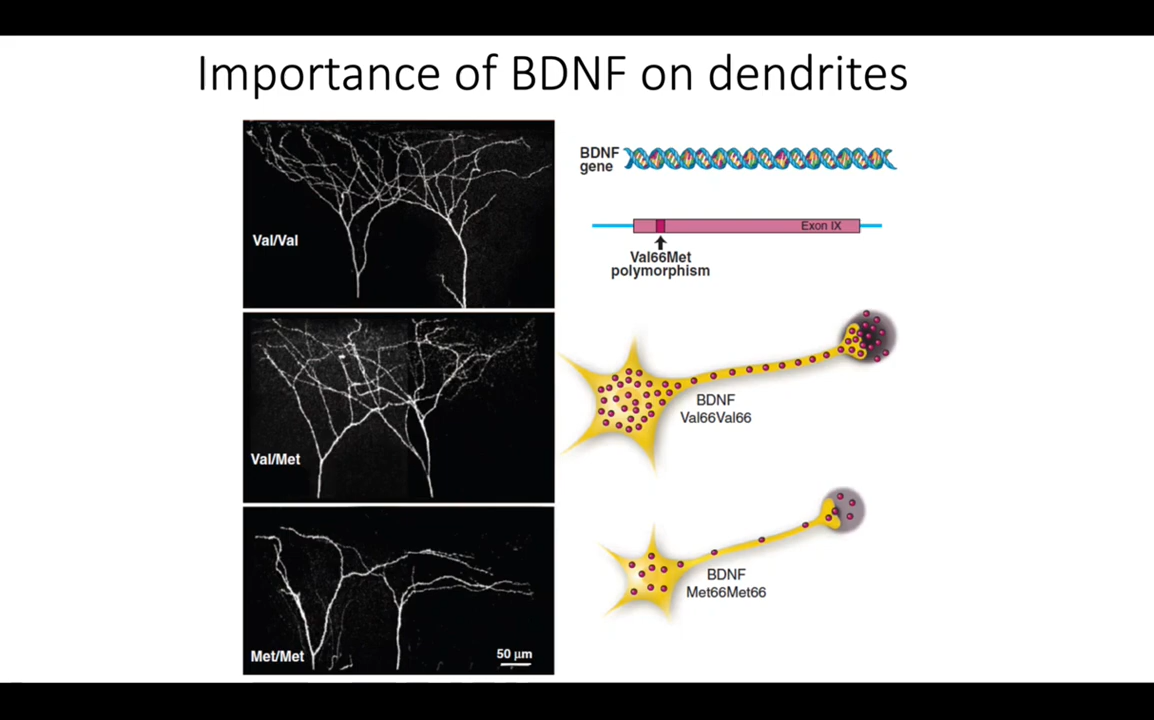 Importance of BDNF on dendrites
Val/Val
Val/Met
Met/Met
50 µm
BDNF
gene
Exon IX
Val66Met
polymorphism
BDNF
Val66Val66
BDNF
Met66Met66